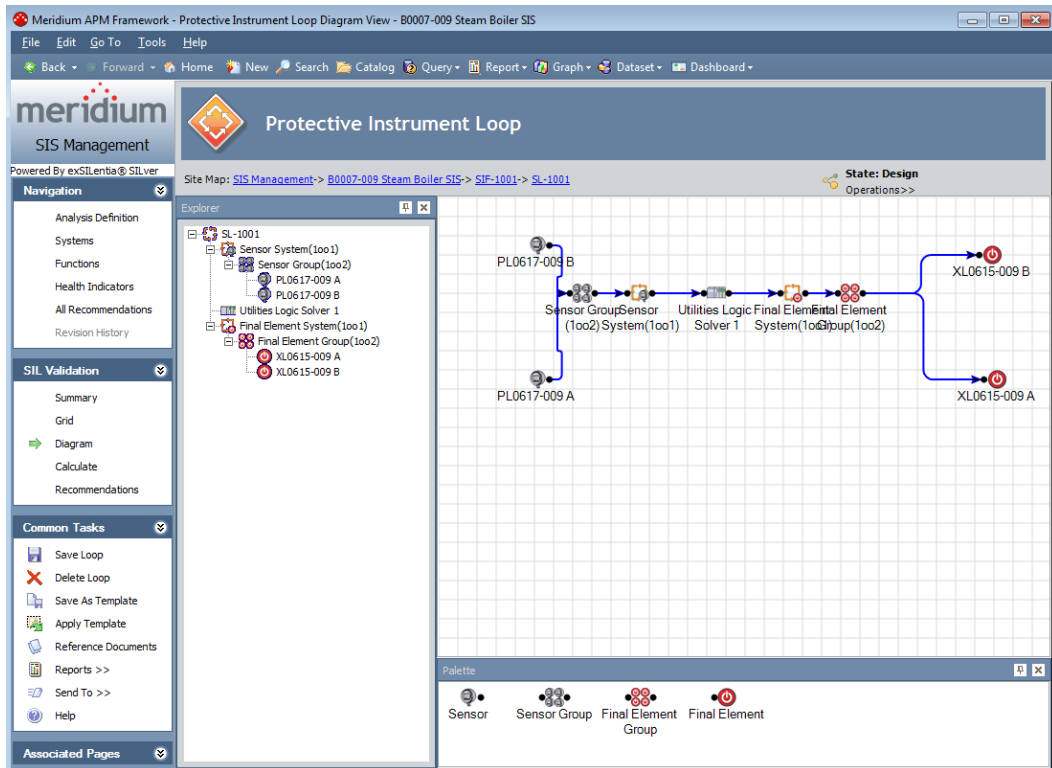 Meridium APM Framework - Protective Instrument Loop Diagram View - B0007-009 Steam Boiler SIS
File Edit Go To Tools Help
Back Forward Home New Search Catalog Query Report Graph Dataset Dashboard
meridium
SIS Management
Powered By exSILentia® SILver
Navigation
Analysis Definition
Systems
Functions
Health Indicators
All Recommendations
Revision History
SIL Validation
Summary
Grid
Diagram
Calculate
Recommendations
Common Tasks
Save Loop
Delete Loop
Save As Template
Apply Template
Reference Documents
Reports >>
Send To >>
Help
Associated Pages
Protective Instrument Loop
Site Map: SIS Management-> B0007-009 Steam Boiler SIS-> SIF-1001-> SL-1001
State: Design
Operations>>
Explorer
SL-1001
Sensor System(1oo1)
Sensor Group(1oo2)
PL0617-009 A
PL0617-009 B
Utilities Logic Solver 1
Final Element System(1oo1)
Final Element Group(1oo2)
XL0615-009 A
XL0615-009 B
PL0617-009 B
XL0615-009 B
Sensor Group
(1oo2)
Sensor
System(1oo1)
Utilities Logic
Solver 1
Final Element
System(1oo1)
Final Element
Group(1oo2)
PL0617-009 A
XL0615-009 A
Palette
Sensor
Sensor Group
Final Element
Group
Final Element